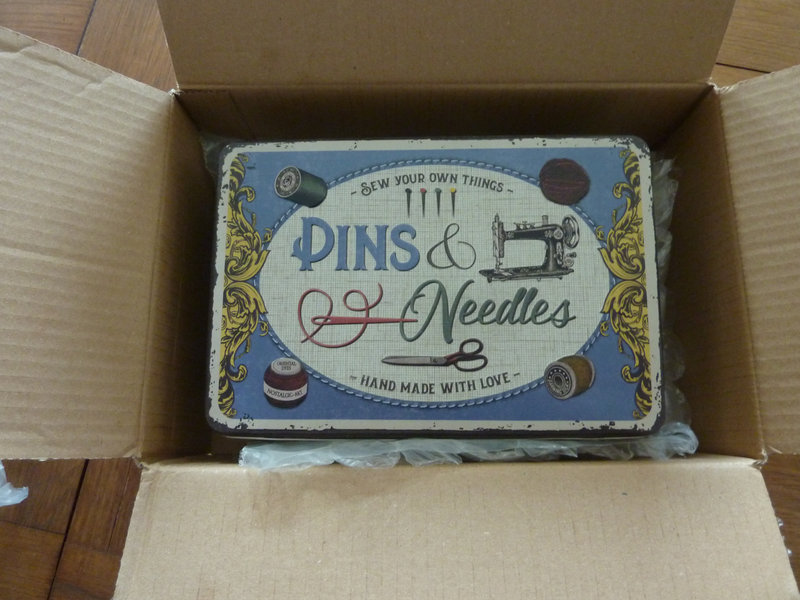 - SEW YOUR OWN THINGS -
PINS &
Needles
- HAND MADE WITH LOVE -
NOSTALGIC-ART